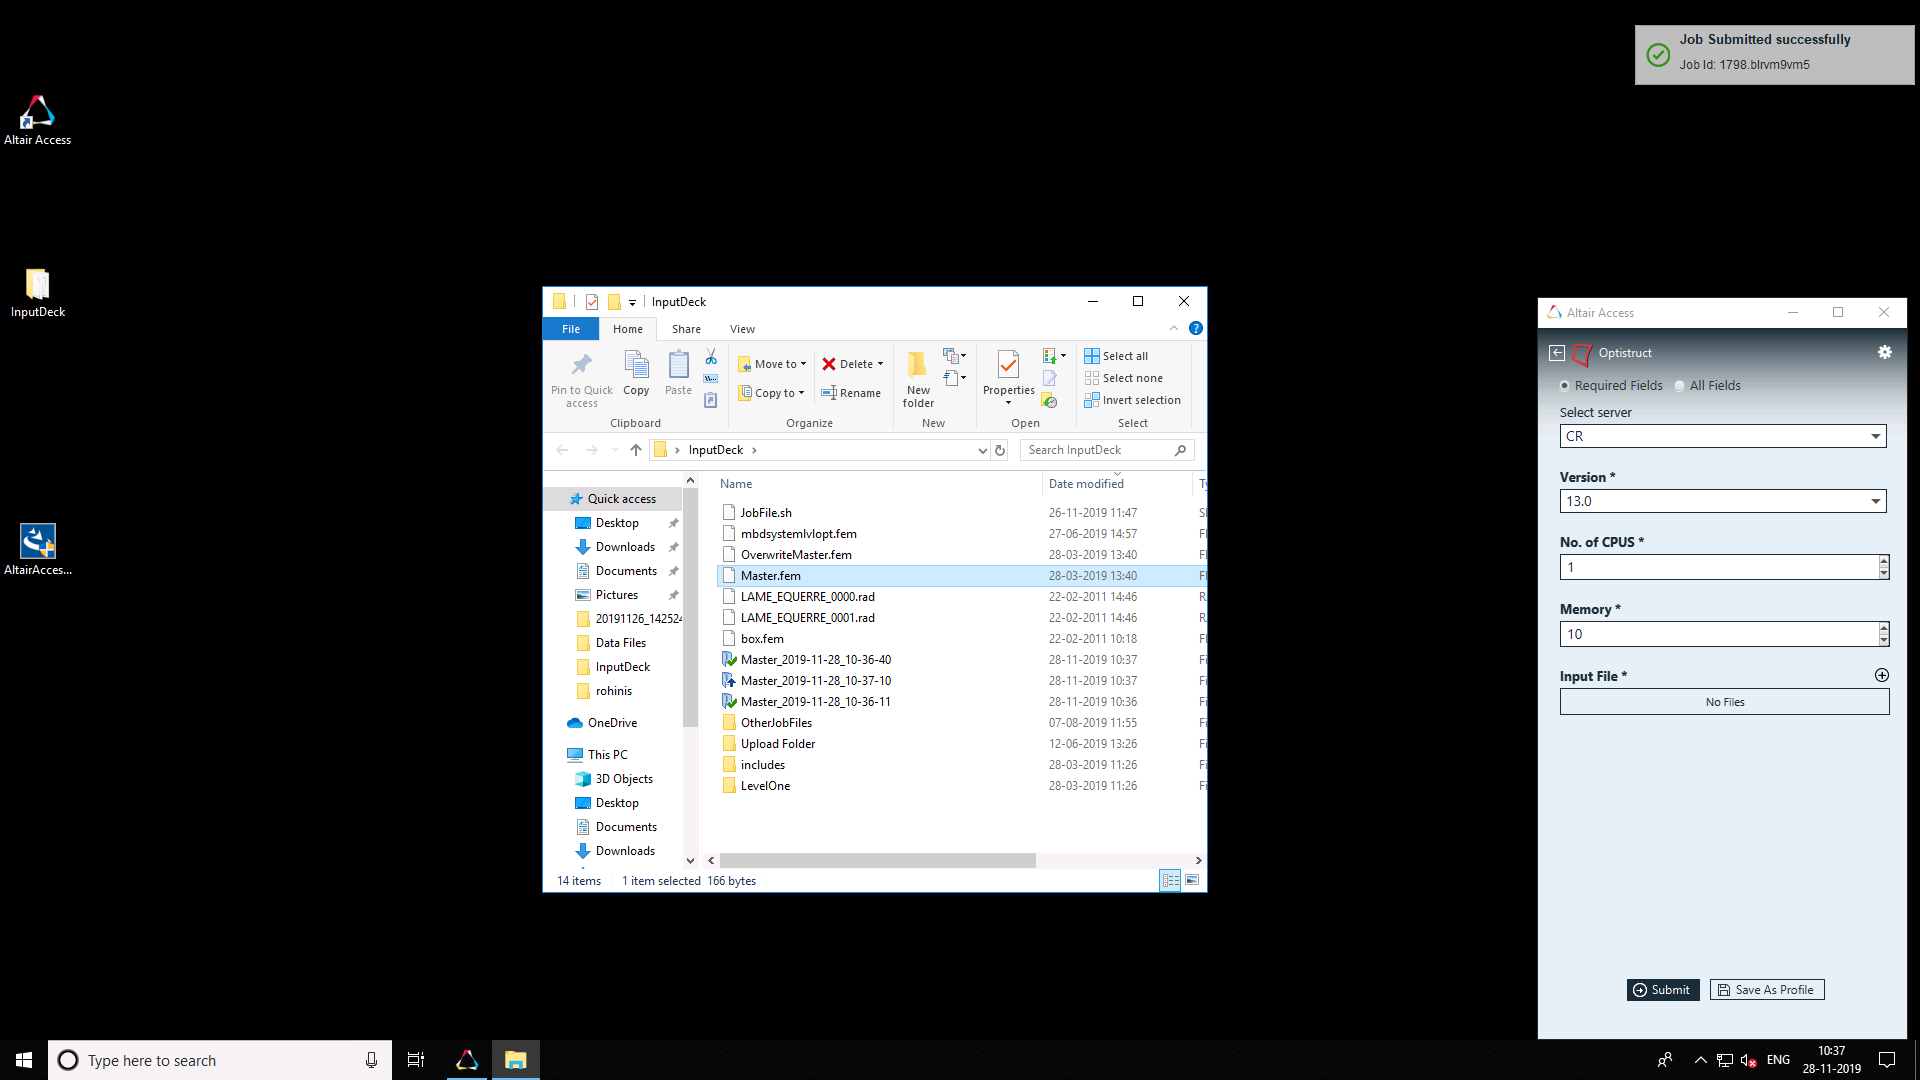 Job Submitted successfully
Job Id: 1798.blrvm9vm5
Altair Access
InputDeck
AltairAcces...
InputDeck
File
Home
Share
View
Pin to Quick access
Copy
Paste
Move to
Copy to
Delete
Rename
New folder
Properties
Select all
Select none
Invert selection
Clipboard
Organize
New
Open
Select
InputDeck
Search InputDeck
Quick access
Desktop
Downloads
Documents
Pictures
20191126_142524
Data Files
InputDeck
rohinis
OneDrive
This PC
3D Objects
Desktop
Documents
Downloads
Name Date modified
JobFile.sh 26-11-2019 11:47
mbdsystemlvlopt.fem 27-06-2019 14:57
OverwriteMaster.fem 28-03-2019 13:40
Master.fem 28-03-2019 13:40
LAME_EQUERRE_0000.rad 22-02-2011 14:46
LAME_EQUERRE_0001.rad 22-02-2011 14:46
box.fem 22-02-2011 10:18
Master_2019-11-28_10-36-40 28-11-2019 10:37
Master_2019-11-28_10-37-10 28-11-2019 10:37
Master_2019-11-28_10-36-11 28-11-2019 10:36
OtherJobFiles 07-08-2019 11:55
Upload Folder 12-06-2019 13:26
includes 28-03-2019 11:26
LevelOne 28-03-2019 11:26
14 items 1 item selected 166 bytes
Altair Access
Optistruct
Required Fields All Fields
Select server
CR
Version *
13.0
No. of CPUS *
1
Memory *
10
Input File *
No Files
Submit
Save As Profile
Type here to search
ENG
10:37
28-11-2019